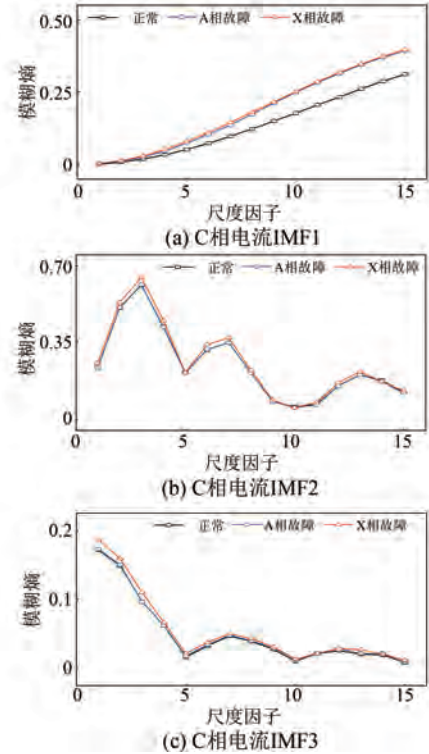 0.50
正常 A相故障 X相故障
模糊熵
0.25
0
0 5 10 15
尺度因子
(a) C相电流IMF1
0.70
正常 A相故障 X相故障
模糊熵
0.35
0
0 5 10 15
尺度因子
(b) C相电流IMF2
0.2
正常 A相故障 X相故障
模糊熵
0.1
0
0 5 10 15
尺度因子
(c) C相电流IMF3